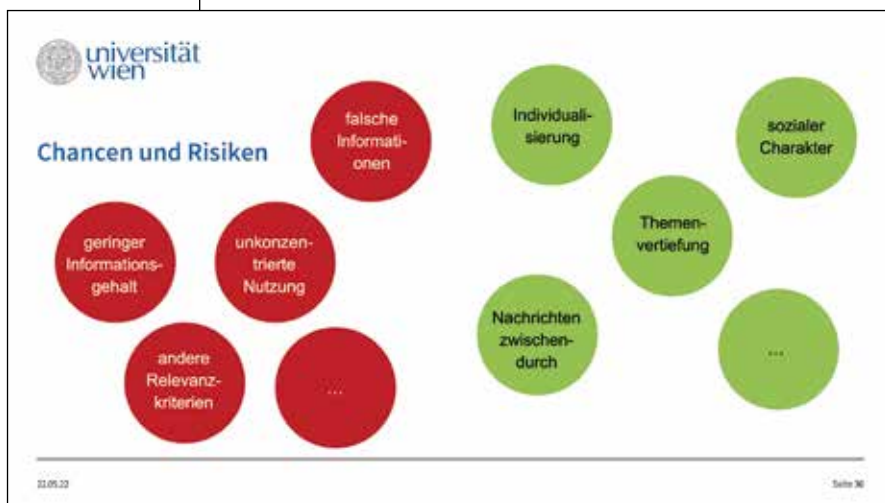 universität
wien
Chancen und Risiken
falsche
Informati-
onen
geringer
Informations-
gehalt
unkonzen-
trierte
Nutzung
andere
Relevanz-
kriterien
...
Individuali-
sierung
sozialer
Charakter
Themen-
vertiefung
Nachrichten
zwischen-
durch
...
22.05.22
Seite 30